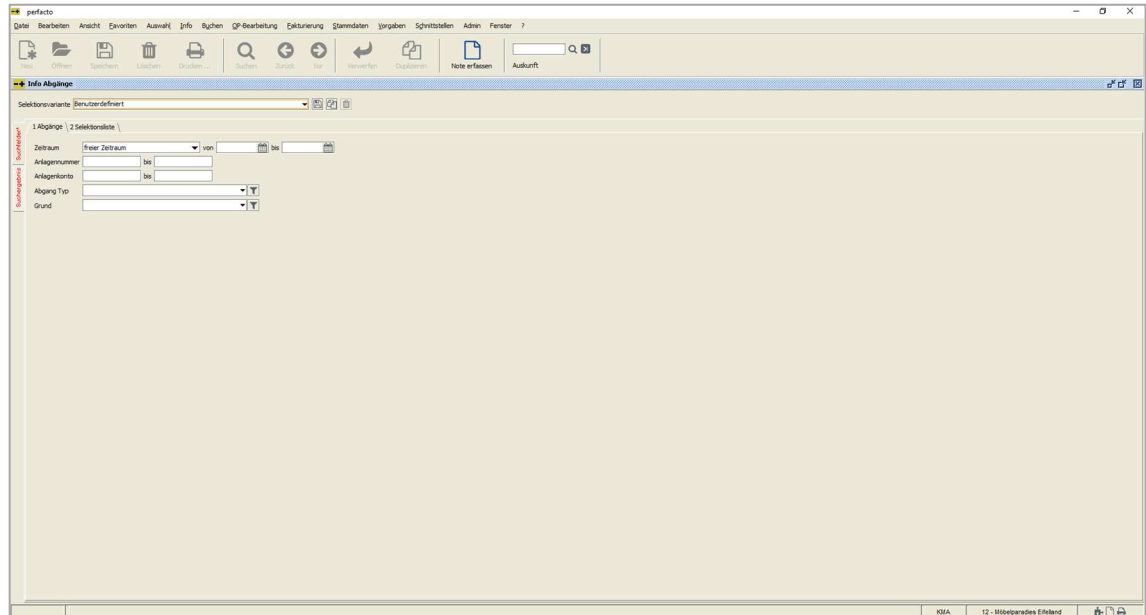 perfacto
Datei Bearbeiten Ansicht Favoriten Auswahl Info Buchen OP-Bearbeitung Fakturierung Stammdaten Vorgaben Schnittstellen Admin Fenster ?
Neu Öffnen Speichern Löschen Drucken ... Suchen Zurück Vor Verwerfen Duplizieren Note erfassen Auskunft
Info Abgänge
Selektionsvariante Benutzerdefiniert
1 Abgänge 2 Selektionsliste
Suchfelder*
Suchergebnis
Zeitraum freier Zeitraum von bis
Anlagennummer bis
Anlagenkonto bis
Abgang Typ
Grund
KMA 12 - Möbelparadies Eifelland